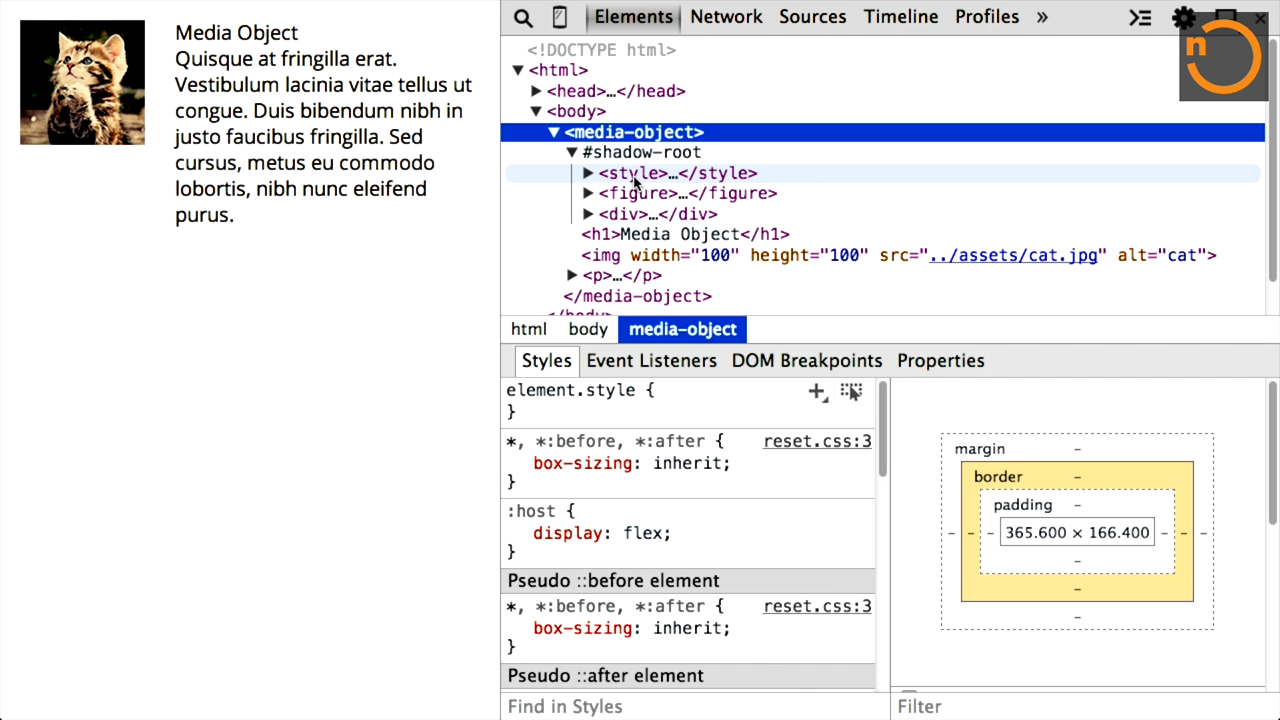 Media Object
Quisque at fringilla erat.
Vestibulum lacinia vitae tellus ut
congue. Duis bibendum nibh in
justo faucibus fringilla. Sed
cursus, metus eu commodo
lobortis, nibh nunc eleifend
purus.
Elements Network Sources Timeline Profiles »
n
<!DOCTYPE html>
▼<html>
▶<head>…</head>
▼<body>
▼<media-object>
▼#shadow-root
▶<style>…</style>
▶<figure>…</figure>
▶<div>…</div>
<h1>Media Object</h1>
<img width="100" height="100" src="../assets/cat.jpg" alt="cat">
▶<p>…</p>
</media-object>
</body>
html body media-object
Styles Event Listeners DOM Breakpoints Properties
element.style {
}
*, *:before, *:after { reset.css:3
box-sizing: inherit;
}
:host {
display: flex;
}
Pseudo ::before element
*, *:before, *:after { reset.css:3
box-sizing: inherit;
}
Pseudo ::after element
Find in Styles
margin –
border –
padding –
– – – 365.600 × 166.400 – – –
–
–
–
Filter